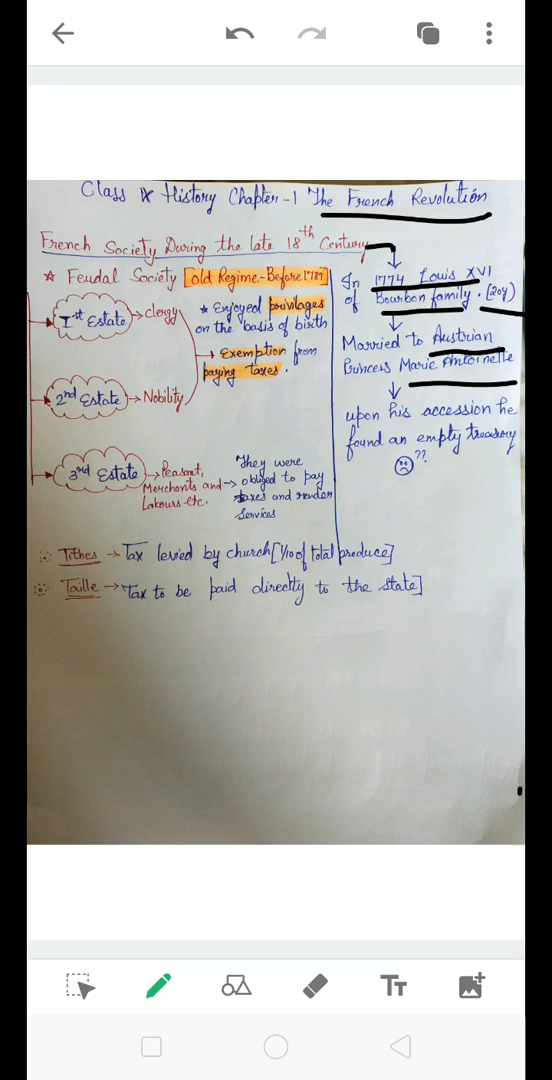 Class IX History Chapter-1 The French Revolution
French Society During the late 18th Century
★ Feudal Society [old Regime-Before 1789]
1st Estate → clergy
★ Enjoyed privilages
on the basis of birth
→ Exemption from
paying taxes.
2nd Estate → Nobility
3rd Estate → Peasant,
Merchants and →
Labours etc.
They were
obliged to pay
taxes and render
Services
In 1774 Louis XVI
of Bourbon family. (20y)
Married to Austrian
Princess Marie Antoinette
upon his accession he
found an empty treasury
??
Tithes → Tax levied by church [1/10 of total produce]
Taille → Tax to be paid directly to the state]
TT